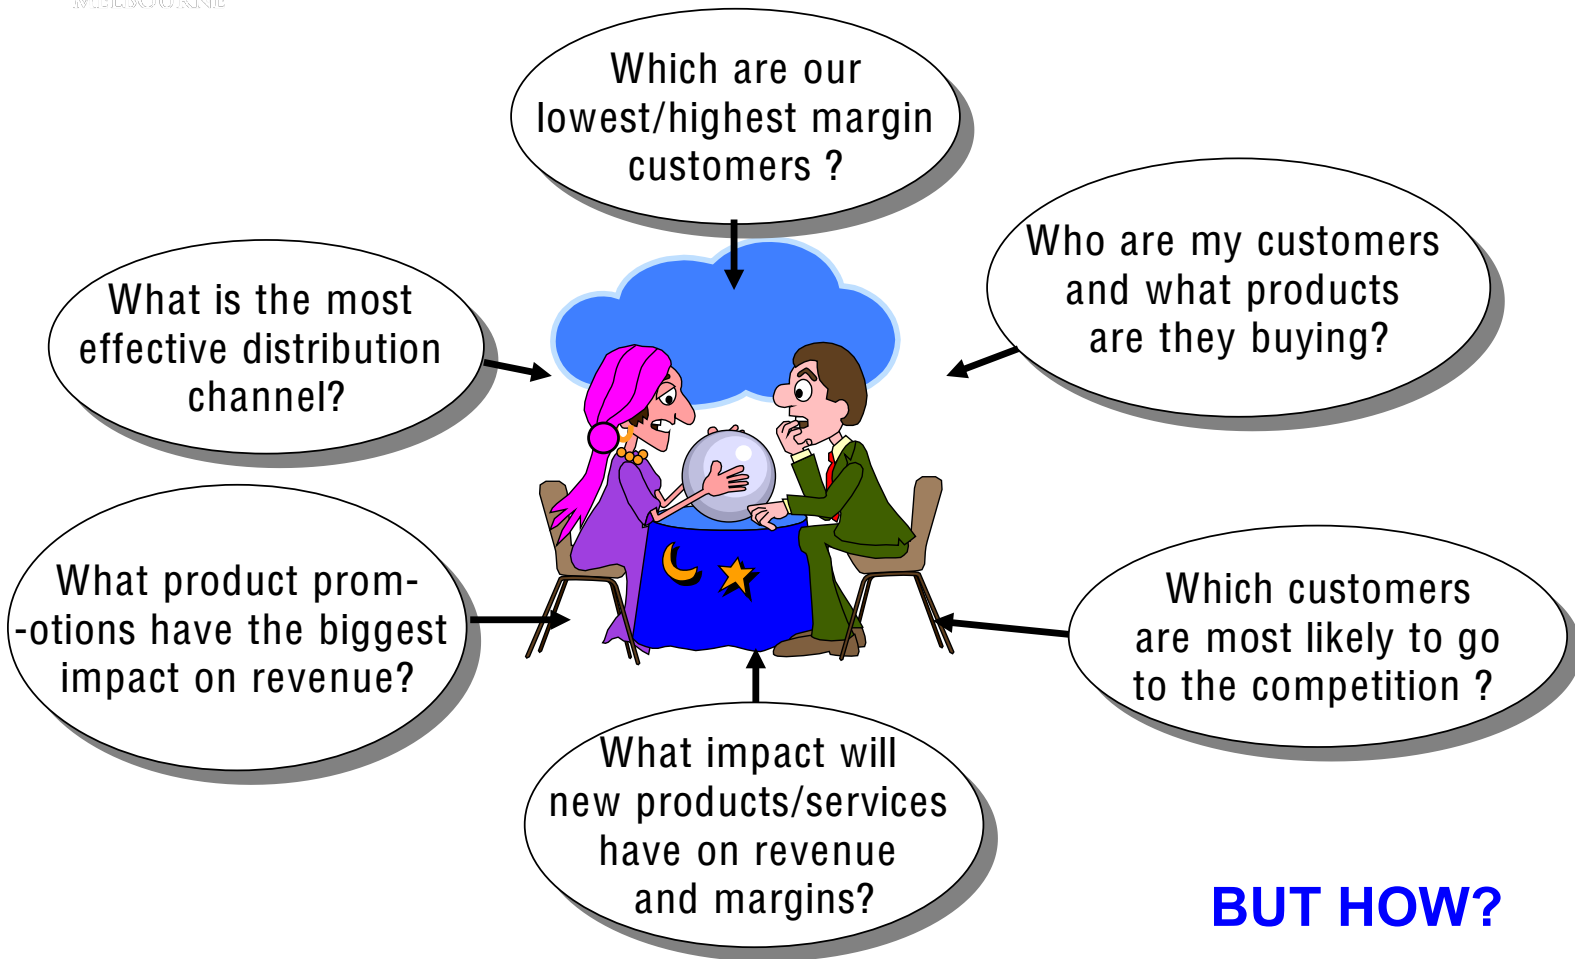 MELBOURNE
Which are our
lowest/highest margin
customers ?
Who are my customers
and what products
are they buying?
What is the most
effective distribution
channel?
What product prom-
-otions have the biggest
impact on revenue?
Which customers
are most likely to go
to the competition ?
What impact will
new products/services
have on revenue
and margins?
BUT HOW?